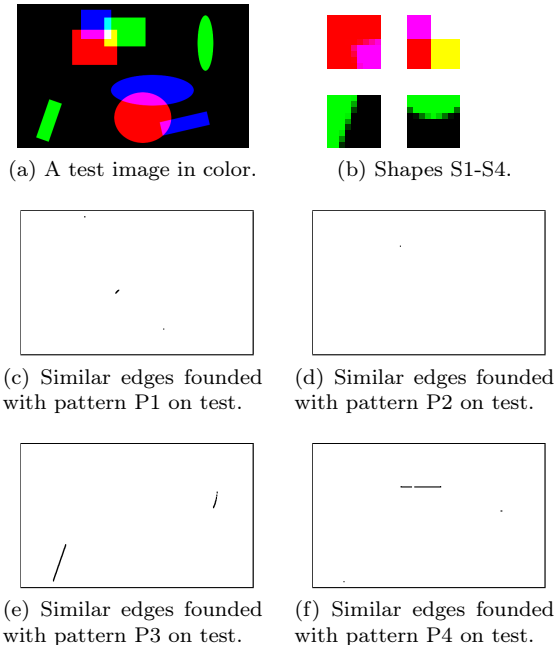 (a) A test image in color.
(b) Shapes S1-S4.
(c) Similar edges founded
with pattern P1 on test.
(d) Similar edges founded
with pattern P2 on test.
(e) Similar edges founded
with pattern P3 on test.
(f) Similar edges founded
with pattern P4 on test.